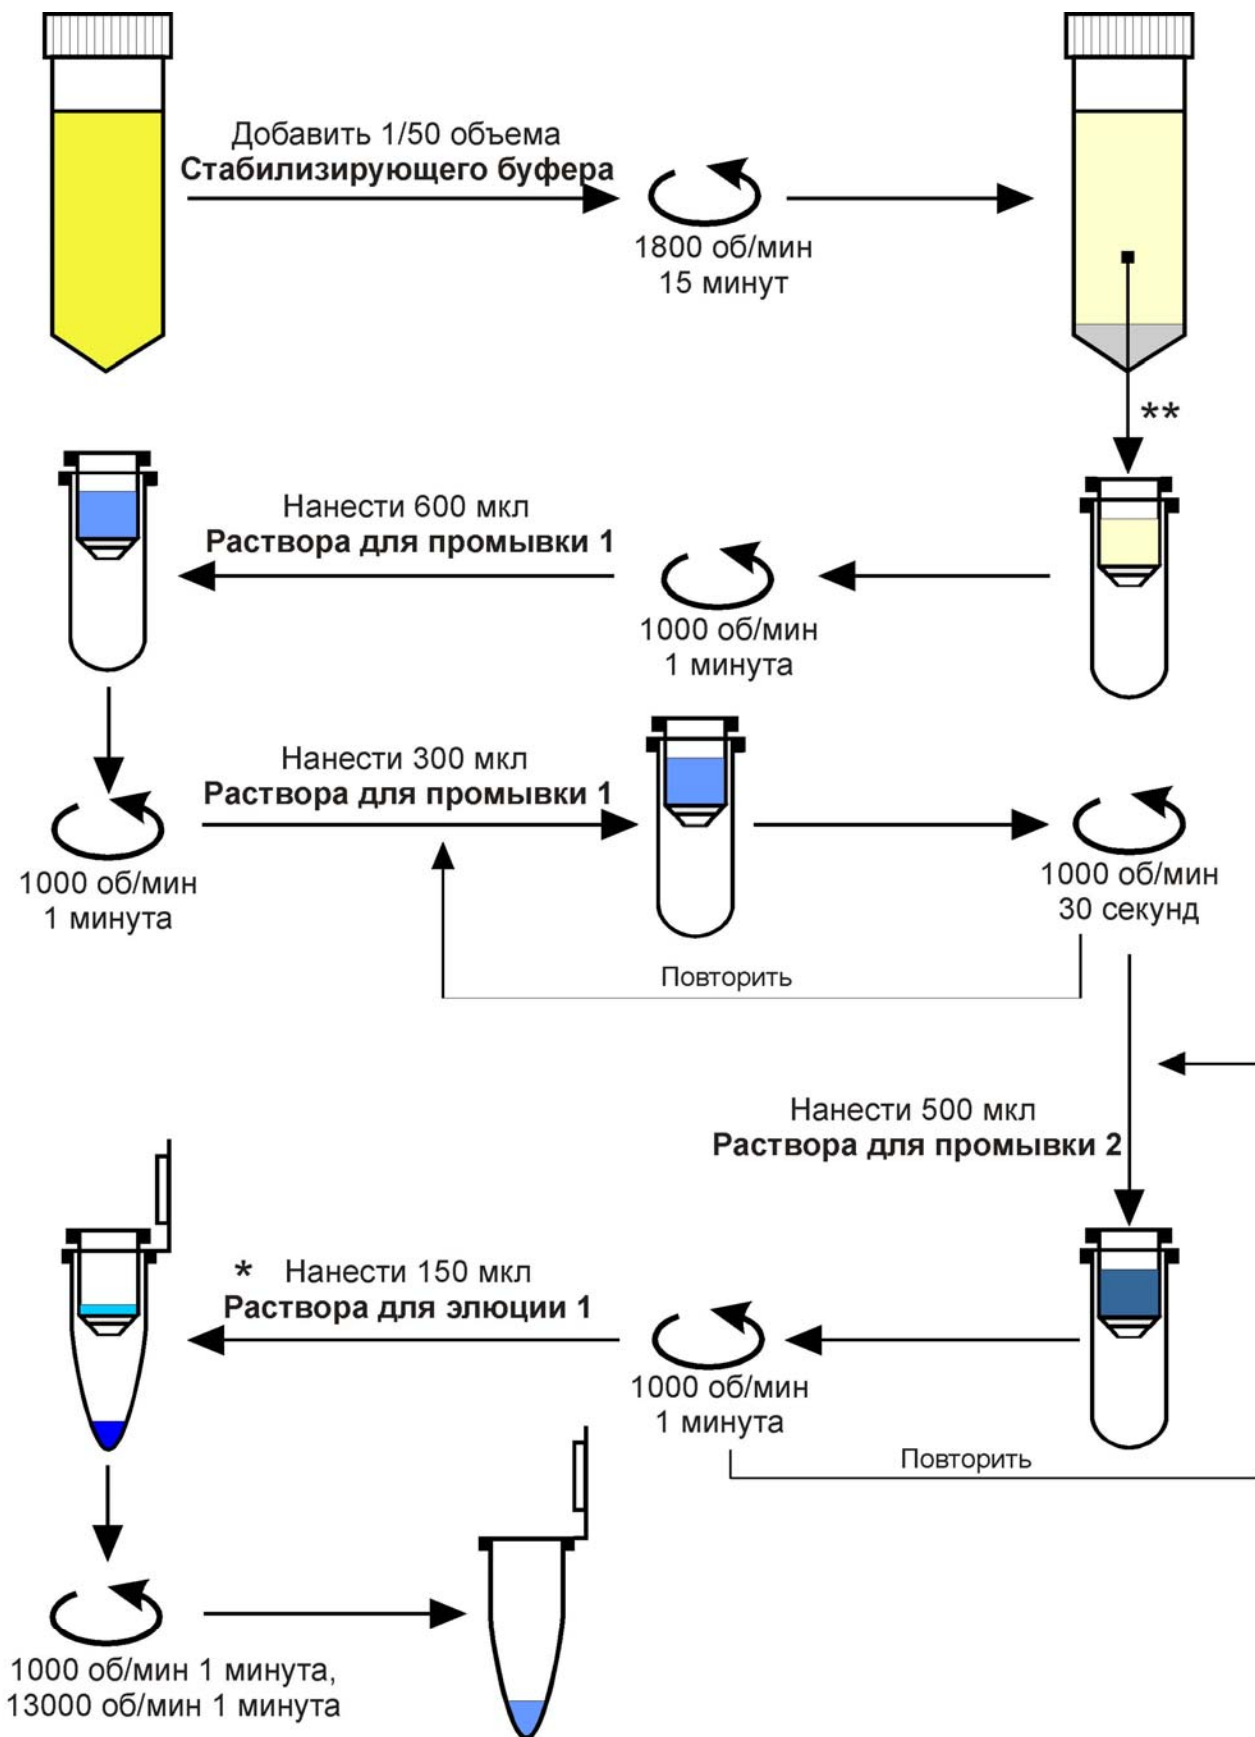 Добавить 1/50 объема
Стабилизирующего буфера
1800 об/мин
15 минут
**
Нанести 600 мкл
Раствора для промывки 1
1000 об/мин
1 минута
Нанести 300 мкл
Раствора для промывки 1
1000 об/мин
1 минута
1000 об/мин
30 секунд
Повторить
Нанести 500 мкл
Раствора для промывки 2
* Нанести 150 мкл
Раствора для элюции 1
1000 об/мин
1 минута
Повторить
1000 об/мин 1 минута,
13000 об/мин 1 минута